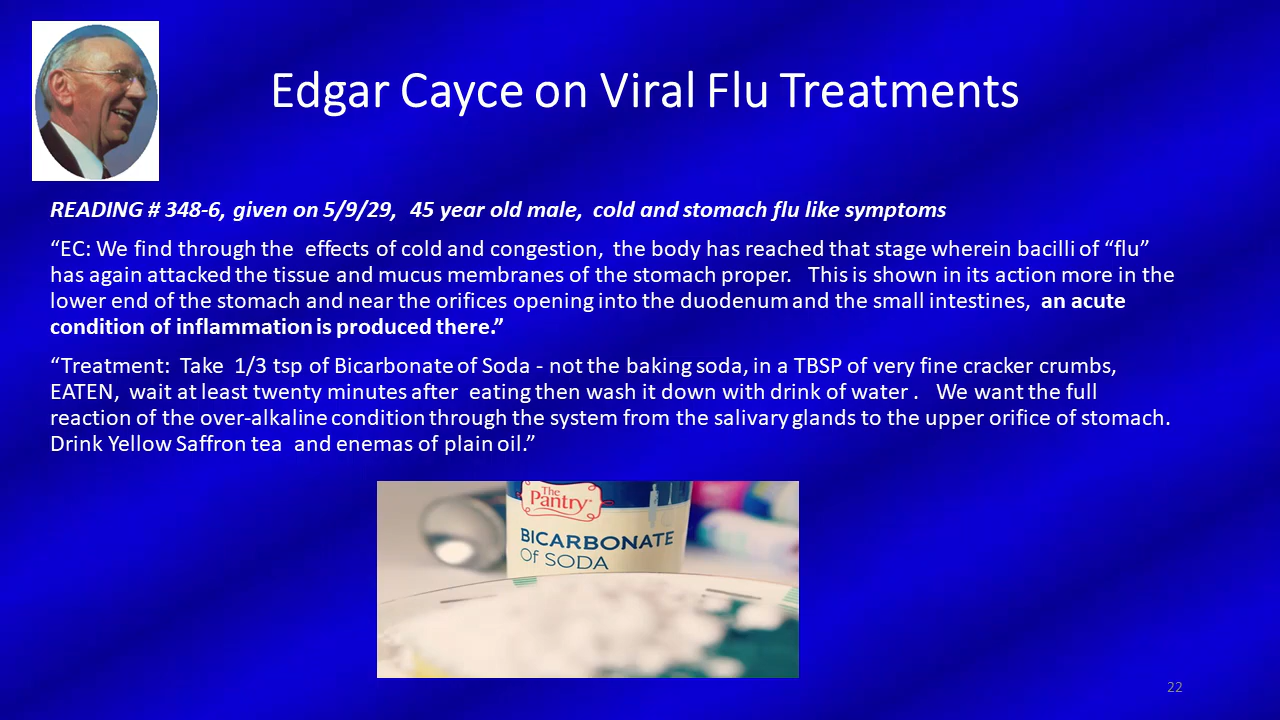 Edgar Cayce on Viral Flu Treatments
READING # 348-6, given on 5/9/29, 45 year old male, cold and stomach flu like symptoms
“EC: We find through the effects of cold and congestion, the body has reached that stage wherein bacilli of “flu”
has again attacked the tissue and mucus membranes of the stomach proper. This is shown in its action more in the
lower end of the stomach and near the orifices opening into the duodenum and the small intestines, an acute
condition of inflammation is produced there.”
“Treatment: Take 1/3 tsp of Bicarbonate of Soda - not the baking soda, in a TBSP of very fine cracker crumbs,
EATEN, wait at least twenty minutes after eating then wash it down with drink of water . We want the full
reaction of the over-alkaline condition through the system from the salivary glands to the upper orifice of stomach.
Drink Yellow Saffron tea and enemas of plain oil.”
The
Pantry
BICARBONATE
Of SODA
22